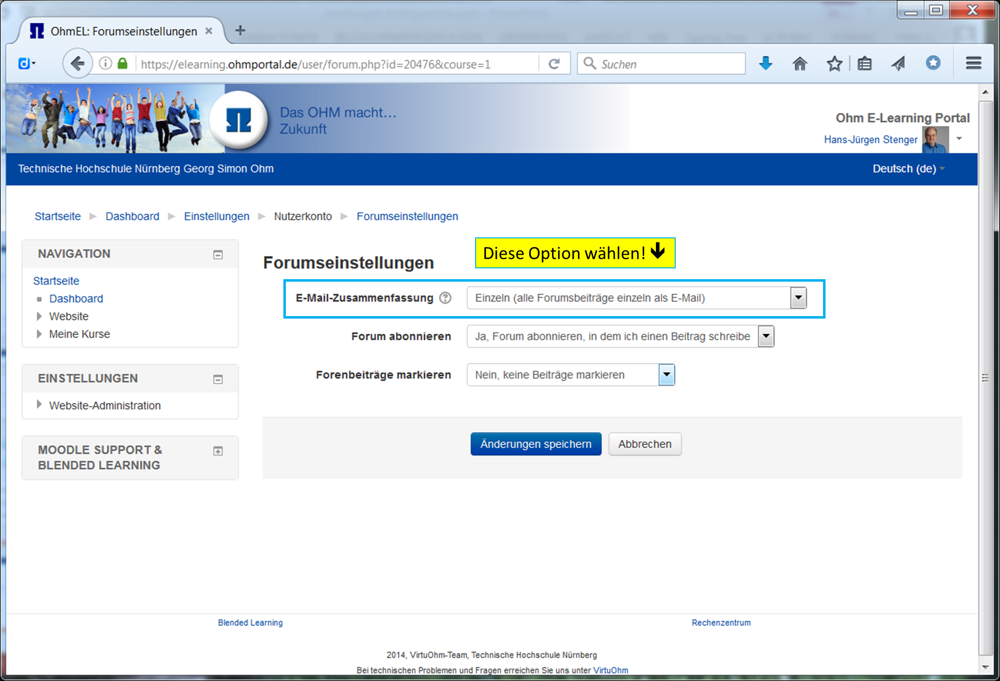 OhmEL: Forumseinstellungen
https://elearning.ohmportal.de/user/forum.php?id=20476&course=1
Suchen
Das OHM macht...
Zukunft
Ohm E-Learning Portal
Hans-Jürgen Stenger
Technische Hochschule Nürnberg Georg Simon Ohm
Deutsch (de)
Startseite
Dashboard
Einstellungen
Nutzerkonto
Forumseinstellungen
NAVIGATION
Startseite
Dashboard
Website
Meine Kurse
EINSTELLUNGEN
Website-Administration
MOODLE SUPPORT &
BLENDED LEARNING
Forumseinstellungen
Diese Option wählen!
E-Mail-Zusammenfassung
Einzeln (alle Forumsbeiträge einzeln als E-Mail)
Forum abonnieren
Ja, Forum abonnieren, in dem ich einen Beitrag schreibe
Forenbeiträge markieren
Nein, keine Beiträge markieren
Änderungen speichern
Abbrechen
Blended Learning
Rechenzentrum
2014, VirtuOhm-Team, Technische Hochschule Nürnberg
Bei technischen Problemen und Fragen erreichen Sie uns unter VirtuOhm